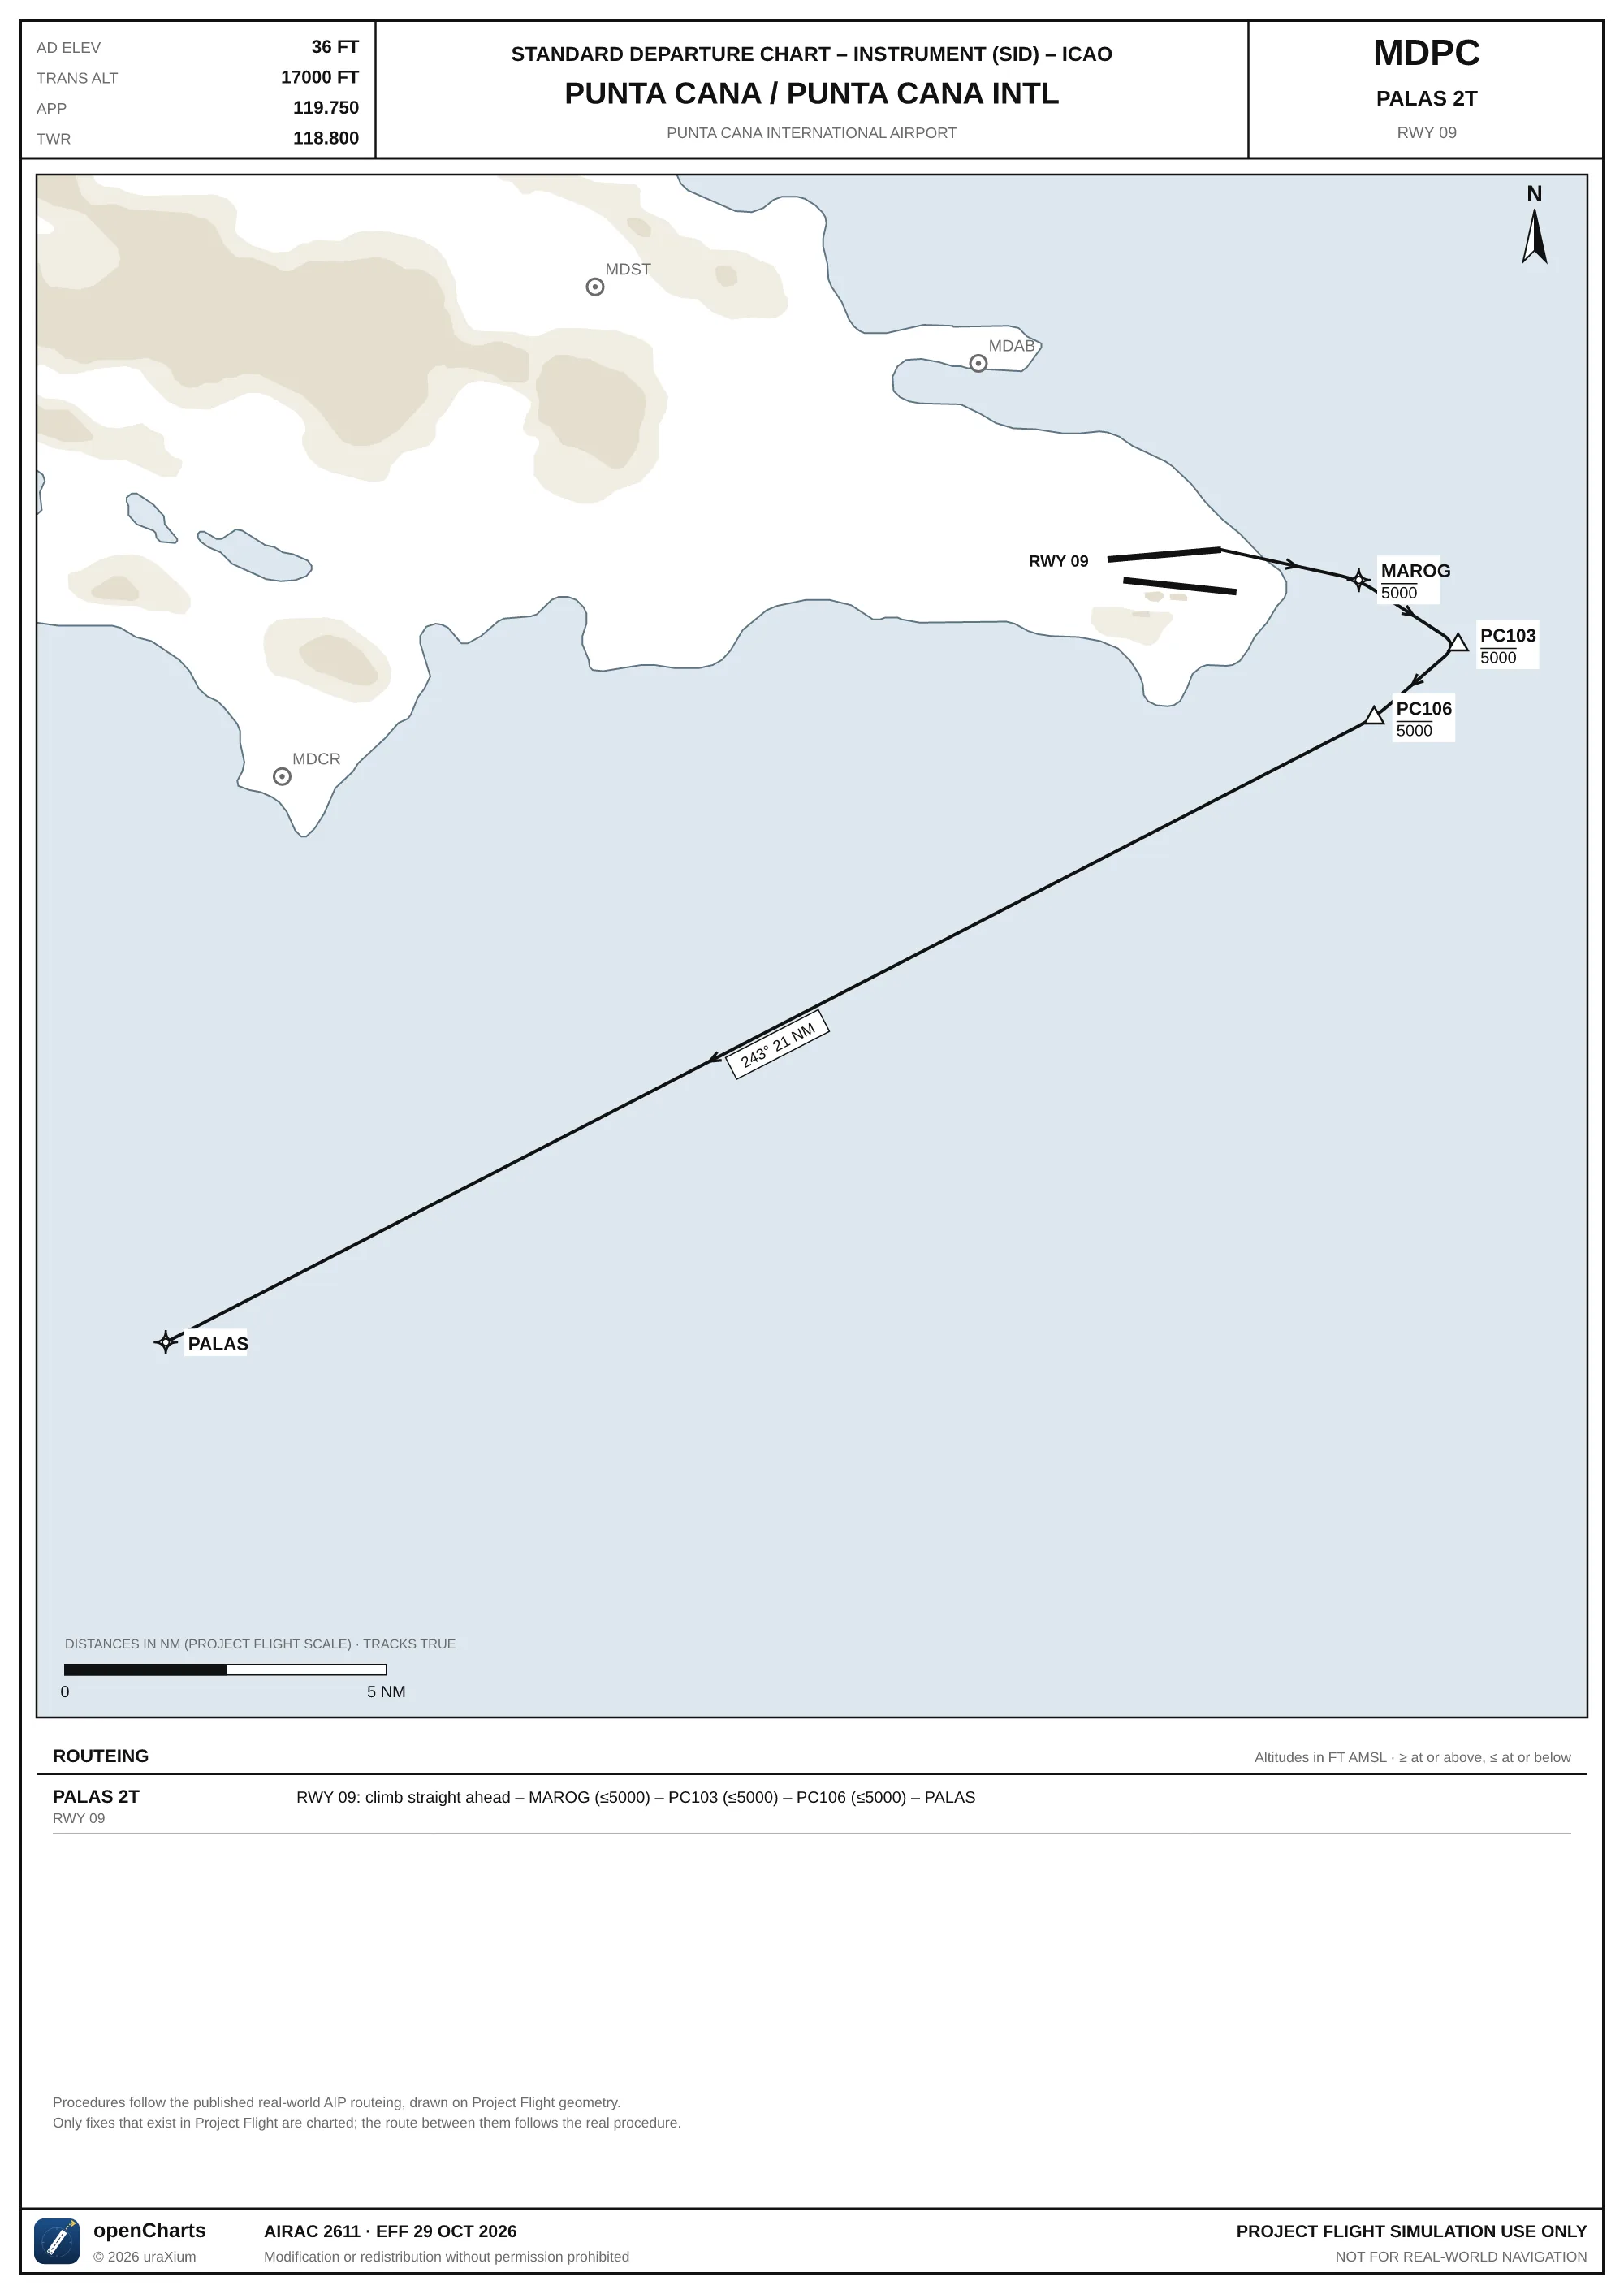 AD ELEV 36 FT
TRANS ALT 17000 FT
APP 119.750
TWR 118.800
STANDARD DEPARTURE CHART – INSTRUMENT (SID) – ICAO
PUNTA CANA / PUNTA CANA INTL
PUNTA CANA INTERNATIONAL AIRPORT
MDPC
PALAS 2T
RWY 09
N
MDST
MDAB
RWY 09
MAROG
5000
PC103
5000
PC106
5000
MDCR
243° 21 NM
PALAS
DISTANCES IN NM (PROJECT FLIGHT SCALE) · TRACKS TRUE
0 5 NM
ROUTEING
Altitudes in FT AMSL · ≥ at or above, ≤ at or below
PALAS 2T
RWY 09: climb straight ahead – MAROG (≤5000) – PC103 (≤5000) – PC106 (≤5000) – PALAS
RWY 09
Procedures follow the published real-world AIP routeing, drawn on Project Flight geometry.
Only fixes that exist in Project Flight are charted; the route between them follows the real procedure.
openCharts
© 2026 uraXium
AIRAC 2611 · EFF 29 OCT 2026
Modification or redistribution without permission prohibited
PROJECT FLIGHT SIMULATION USE ONLY
NOT FOR REAL-WORLD NAVIGATION